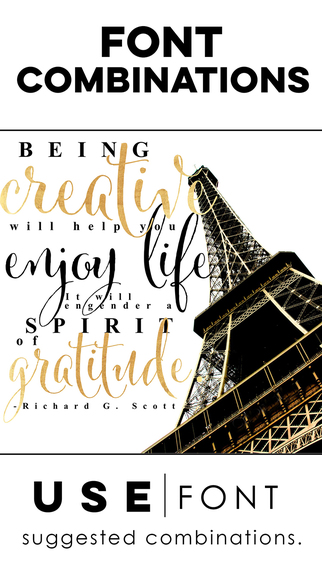 FONT
COMBINATIONS
BEING
creative
will help you
enjoy life
It will
engender a
SPIRIT
of
gratitude.
-Richard G. Scott
USE|FONT
suggested combinations.